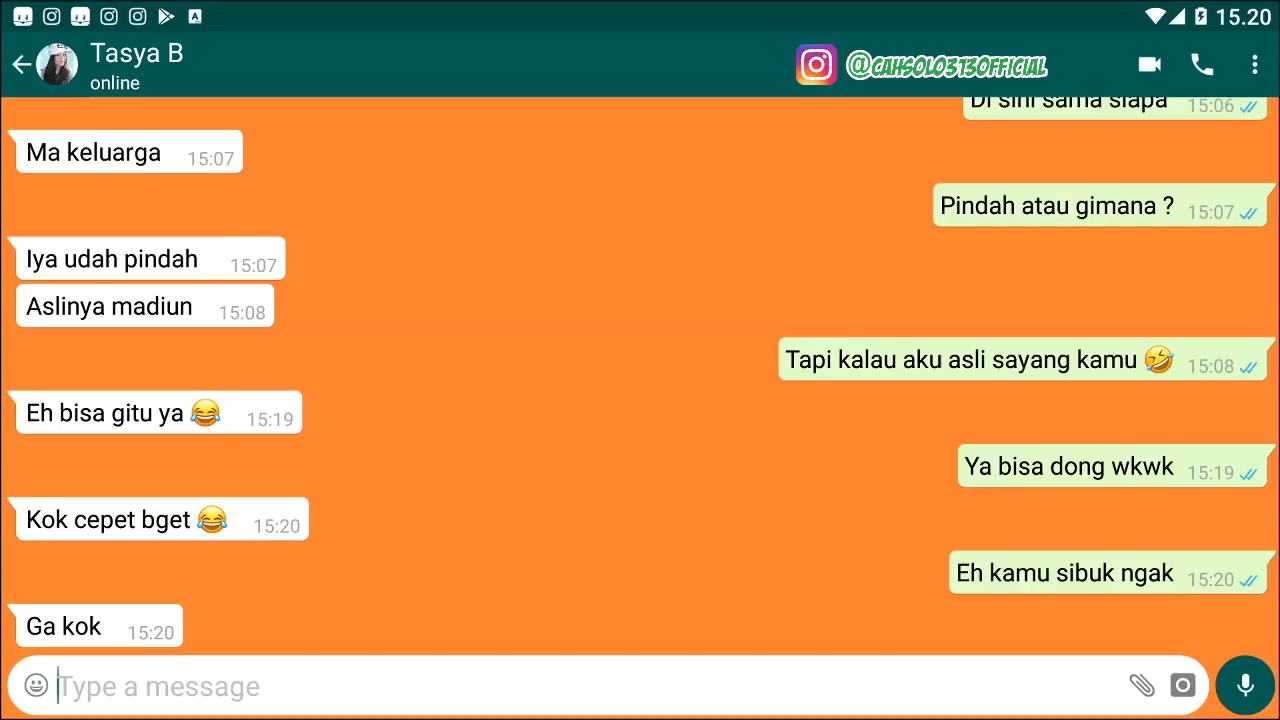 15.20
Tasya B
online
@CAHSOLO313OFFICIAL
Di sini sama siapa 15:06
Ma keluarga 15:07
Pindah atau gimana ? 15:07
Iya udah pindah 15:07
Aslinya madiun 15:08
Tapi kalau aku asli sayang kamu 🤣 15:08
Eh bisa gitu ya 😂 15:19
Ya bisa dong wkwk 15:19
Kok cepet bget 😂 15:20
Eh kamu sibuk ngak 15:20
Ga kok 15:20
Type a message